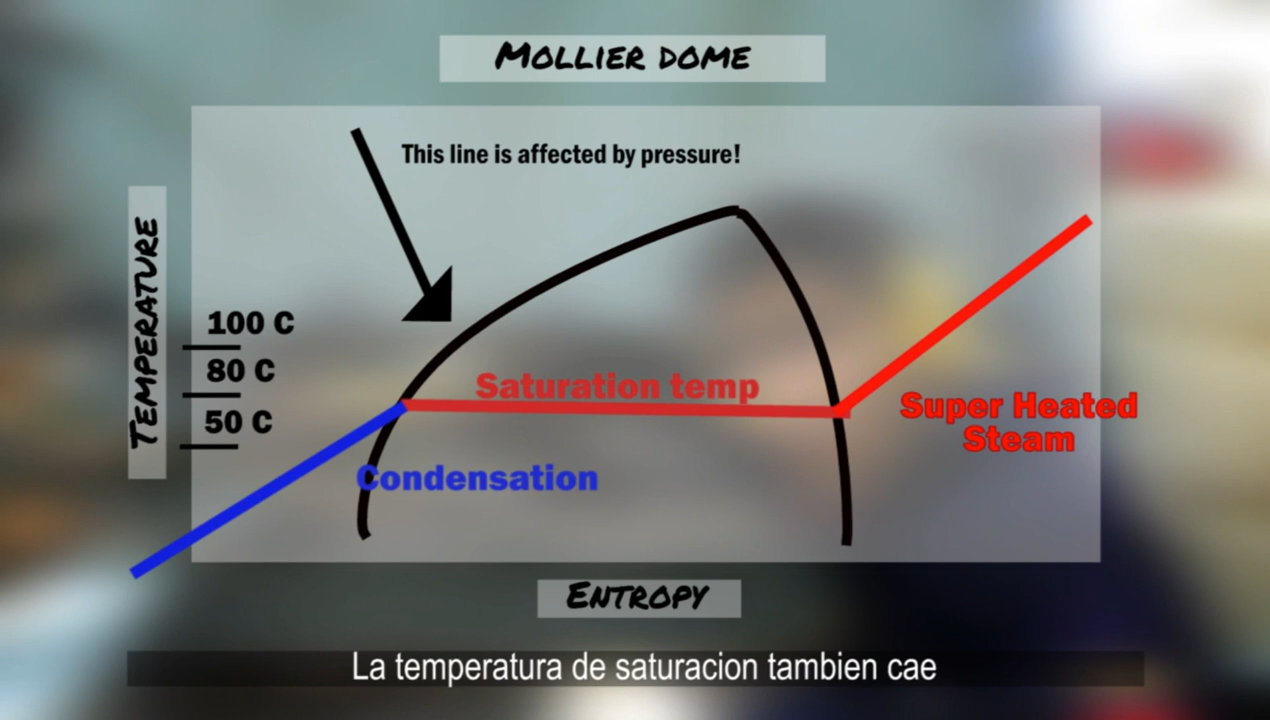 MOLLIER DOME
This line is affected by pressure!
TEMPERATURE
100 C
80 C
50 C
Saturation temp
Super Heated
Steam
Condensation
ENTROPY
La temperatura de saturacion tambien cae